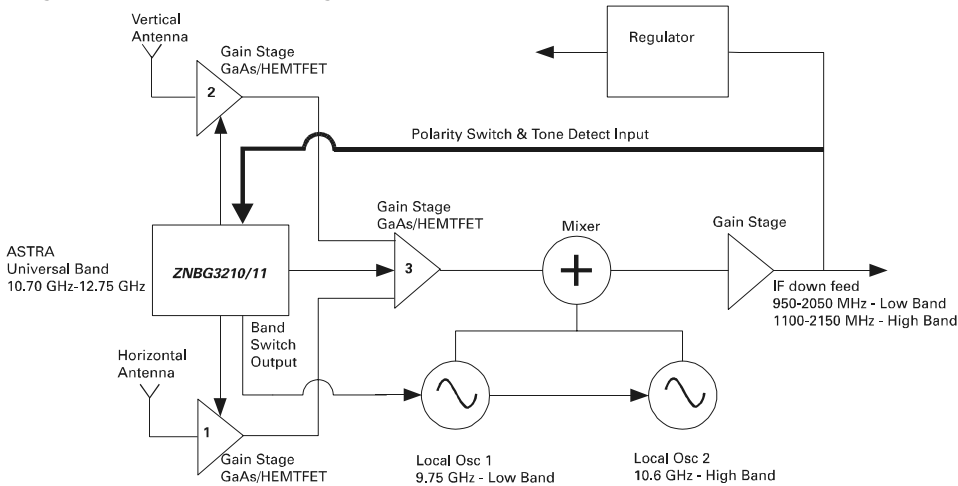 Vertical
Antenna
Gain Stage
GaAs/HEMTFET
2
Regulator
Polarity Switch & Tone Detect Input
ASTRA
Universal Band
10.70 GHz-12.75 GHz
ZNBG3210/11
Gain Stage
GaAs/HEMTFET
3
Mixer
+
Gain Stage
IF down feed
950-2050 MHz - Low Band
1100-2150 MHz - High Band
Band
Switch
Output
Horizontal
Antenna
1
Gain Stage
GaAs/HEMTFET
Local Osc 1
9.75 GHz - Low Band
Local Osc 2
10.6 GHz - High Band